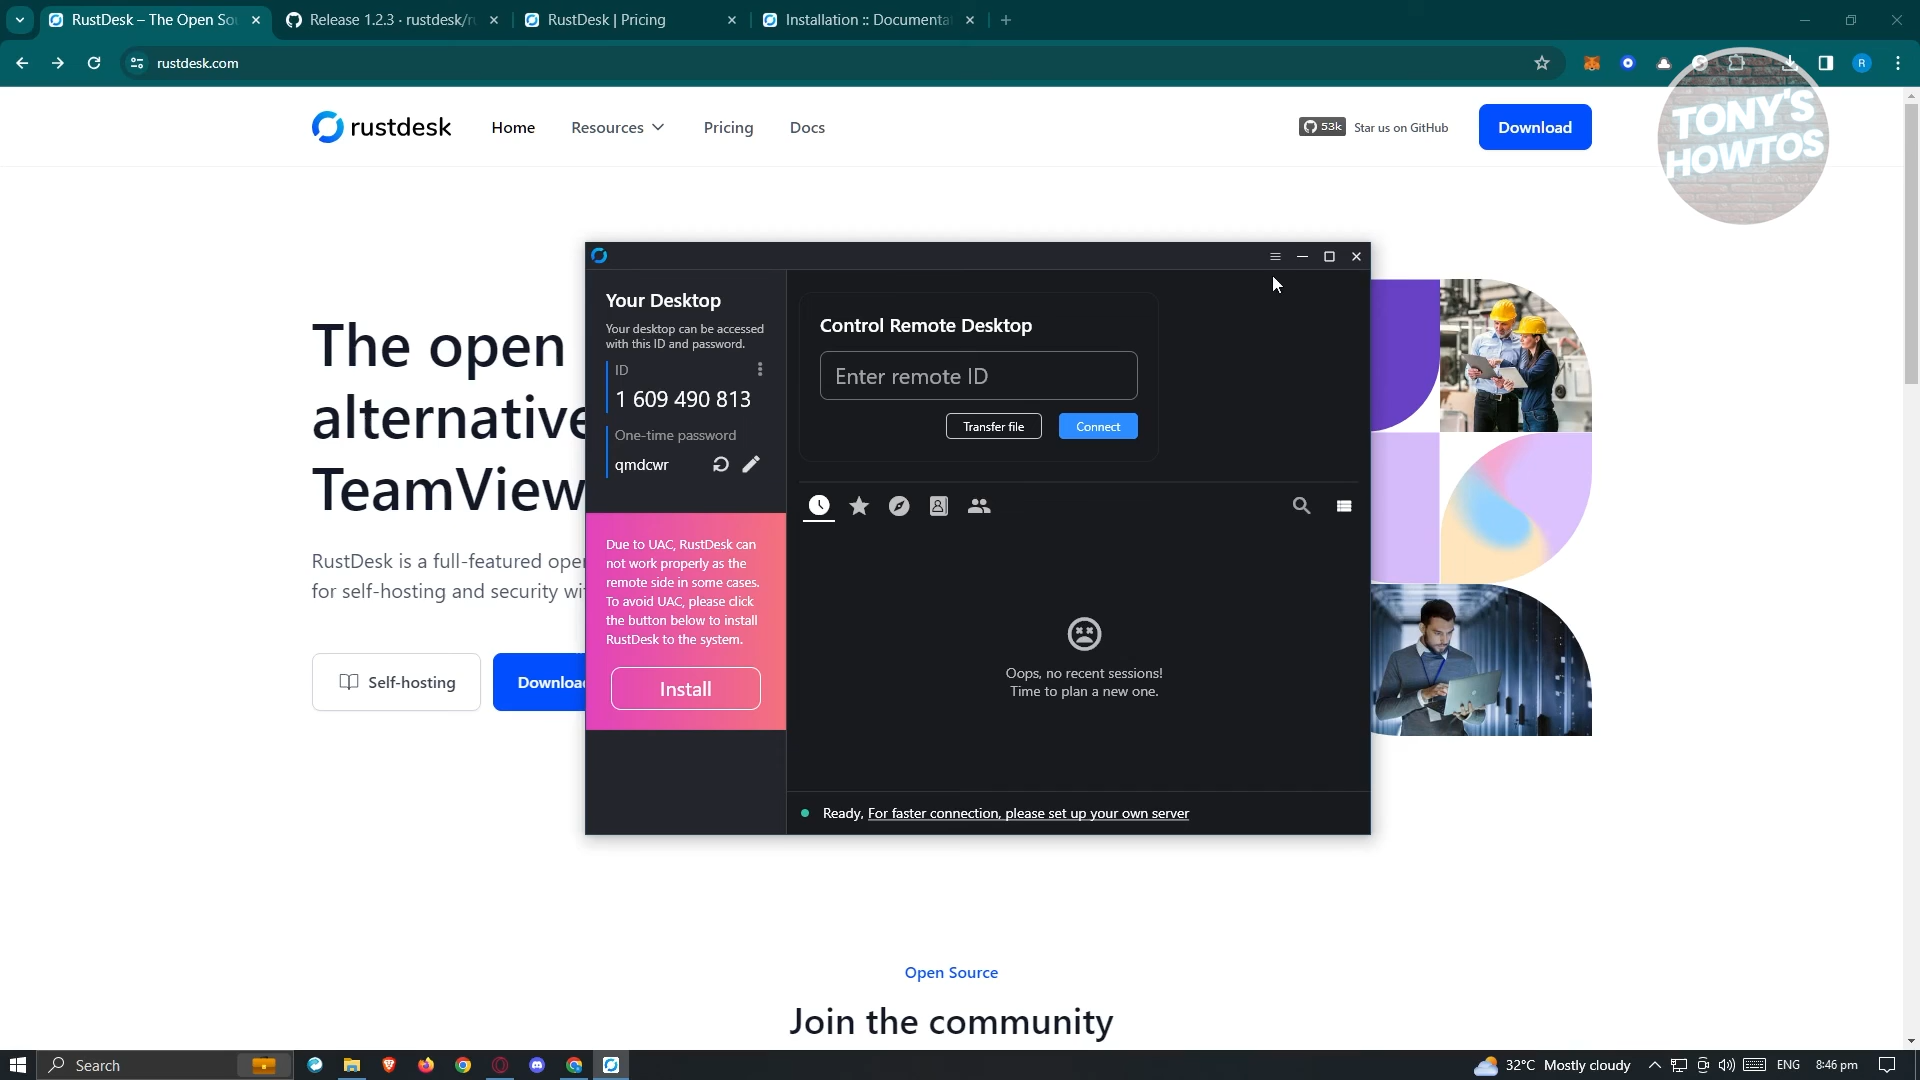 RustDesk – The Open Sou
Release 1.2.3 · rustdesk/ru
RustDesk | Pricing
Installation :: Documentat
rustdesk.com
R
TONY'S
HOWTOS
rustdesk
Home
Resources
Pricing
Docs
53k
Star us on GitHub
Download
The open
alternative
TeamView
RustDesk is a full-featured ope
for self-hosting and security wi
Self-hosting
Download
Your Desktop
Your desktop can be accessed
with this ID and password.
ID
1 609 490 813
One-time password
qmdcwr
Due to UAC, RustDesk can
not work properly as the
remote side in some cases.
To avoid UAC, please click
the button below to install
RustDesk to the system.
Install
Control Remote Desktop
Enter remote ID
Transfer file
Connect
Oops, no recent sessions!
Time to plan a new one.
Ready, For faster connection, please set up your own server
Open Source
Join the community
Search
32°C Mostly cloudy
ENG
8:46 pm